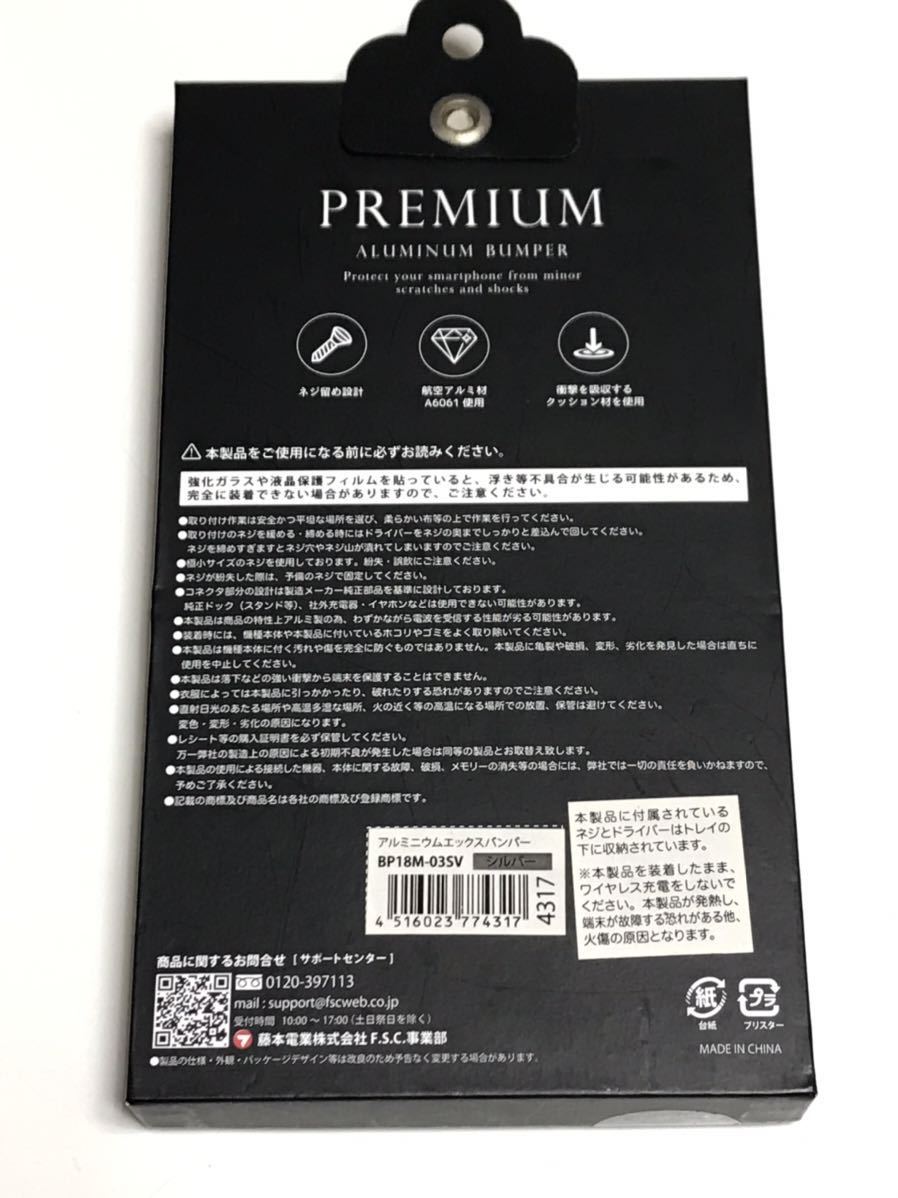 PREMIUM
ALUMINUM BUMPER
Protect your smartphone from minor
scratches and shocks
ネジ留め設計
航空アルミ材
A6061 使用
衝撃を吸収する
クッション材を使用
⚠本製品をご使用になる前に必ずお読みください。
強化ガラスや液晶保護フィルムを貼っていると、浮き等不具合が生じる可能性があるため、
完全に装着できない場合がありますので、ご注意ください。
●取り付け作業は安全かつ平坦な場所を選び、柔らかい布等の上で作業を行ってください。
●取り付けのネジを緩める・締める時にはドライバーをネジの奥までしっかりと差込んで回してください。
ネジを締めすぎますとネジ穴やネジ山が潰れてしまいますのでご注意ください。
●極小サイズのネジを使用しております。紛失・誤飲にご注意ください。
●ネジが紛失した際は、予備のネジで固定してください。
●コネクタ部分の設計は製造メーカー純正部品を基準に設計しております。
純正ドック（スタンド等）、社外充電器・イヤホンなどは使用できない可能性があります。
●本製品は商品の特性上アルミ製の為、わずかながら電波を受信する性能が劣る可能性があります。
●装着時には、機種本体や本製品に付いているホコリやゴミをよく取り除いてください。
●本製品は機種本体に付く汚れや傷を完全に防ぐものではありません。本製品に亀裂や破損、変形、劣化を発見した場合は直ちに
使用を中止してください。
●本製品は落下などの強い衝撃から端末を保護することはできません。
●衣服によっては本製品に引っかかったり、破れたりする恐れがありますのでご注意ください。
●直射日光のあたる場所や高温多湿な場所、火の近く等の高温になる場所での放置、保管は避けてください。
変色・変形・劣化の原因になります。
●レシート等の購入証明書を必ず保管してください。
万一弊社の製造上の原因による初期不良が発生した場合は同等の製品とお取替え致します。
●本製品の使用による接続した機器、本体に関する故障、破損、メモリーの消失等の場合には、弊社では一切の責任を負いかねますので、
予めご了承ください。
●記載の商標及び商品名は各社の商標及び登録商標です。
アルミニウムエックスバンパー
BP18M-03SV シルバー
4 516023 774317
4317
本製品に付属されている
ネジとドライバーはトレイの
下に収納されています。
※本製品を装着したまま、
ワイヤレス充電をしないで
ください。本製品が発熱し、
端末が故障する恐れがある他、
火傷の原因となります。
商品に関するお問合せ [ サポートセンター ]
0120-397113
mail : support@fscweb.co.jp
受付時間 10:00～17:00（土日祭日を除く）
藤本電業株式会社 F.S.C.事業部
●製品の仕様・外観・パッケージデザイン等は改良のため予告なく変更する場合があります。
紙
台紙
プラ
ブリスター
MADE IN CHINA